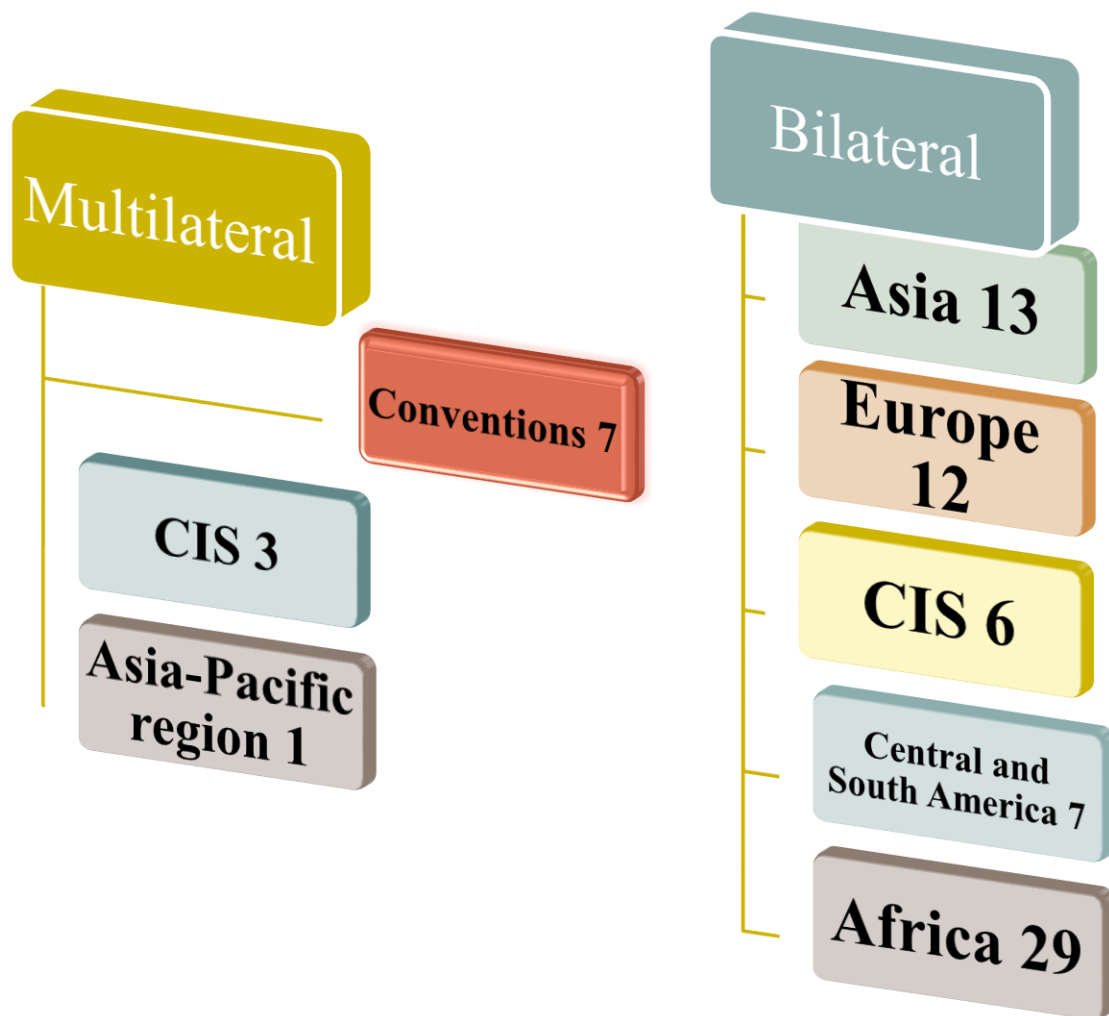 Multilateral
Conventions 7
CIS 3
Asia-Pacific
region 1
Bilateral
Asia 13
Europe
12
CIS 6
Central and
South America 7
Africa 29